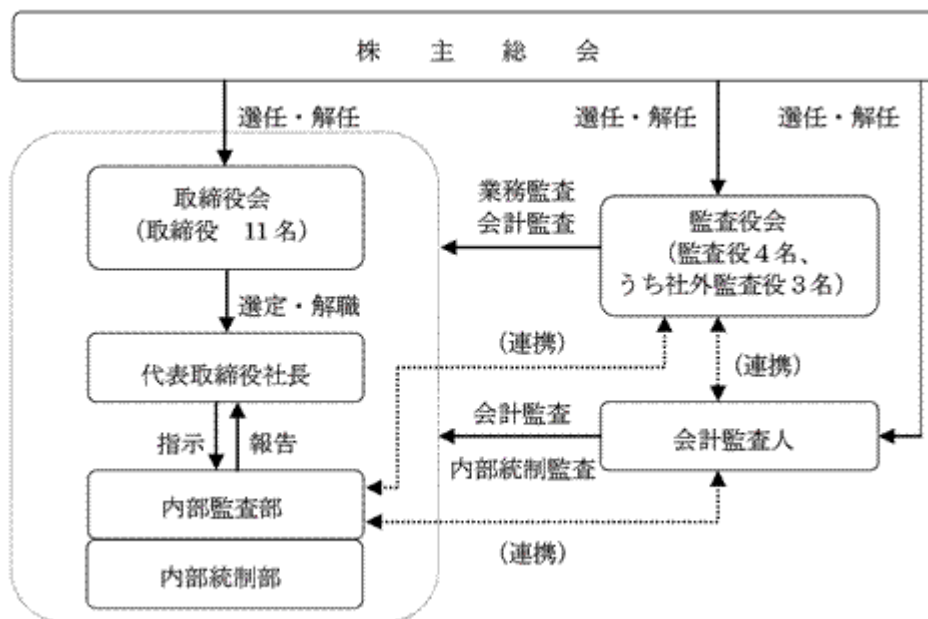 株 主 総 会
選任・解任
選任・解任
選任・解任
取締役会
(取締役 11名)
業務監査
会計監査
監査役会
(監査役4名、
うち社外監査役3名)
選定・解職
代表取締役社長
(連携)
(連携)
指示
報告
会計監査
内部統制監査
会計監査人
内部監査部
(連携)
内部統制部